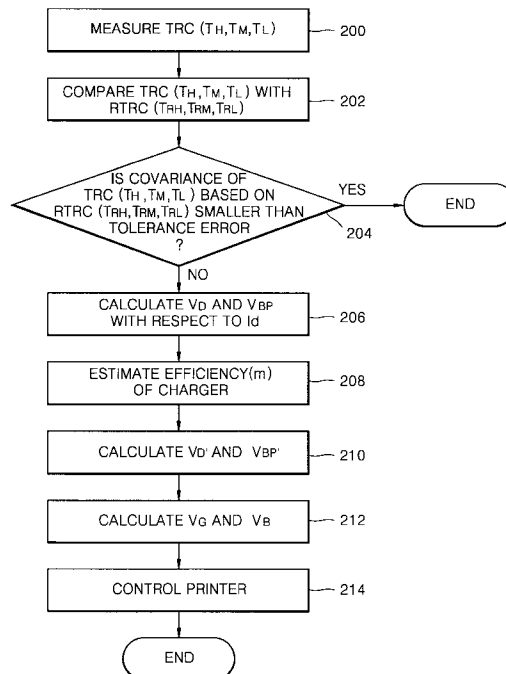 MEASURE TRC (TH,TM,TL)
200
COMPARE TRC (TH,TM,TL) WITH
RTRC (TRH,TRM,TRL)
202
IS COVARIANCE OF
TRC (TH,TM,TL) BASED ON
RTRC (TRH,TRM,TRL) SMALLER THAN
TOLERANCE ERROR
?
204
YES
END
NO
CALCULATE VD AND VBP
WITH RESPECT TO Id
206
ESTIMATE EFFICIENCY(m)
OF CHARGER
208
CALCULATE VD' AND VBP'
210
CALCULATE VG AND VB
212
CONTROL PRINTER
214
END